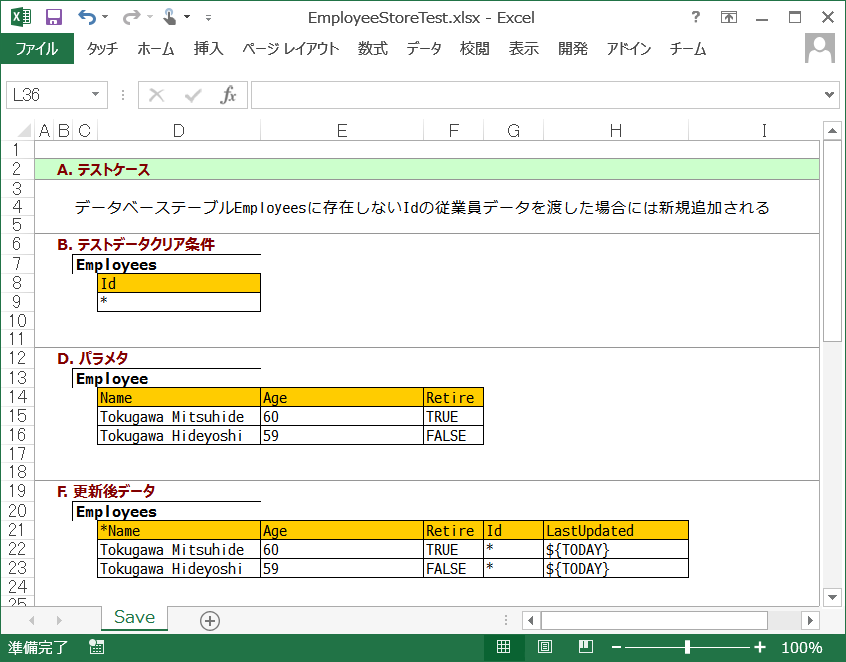 EmployeeStoreTest.xlsx - Excel
ファイル タッチ ホーム 挿入 ページ レイアウト 数式 データ 校閲 表示 開発 アドイン チーム
L36 fx
A B C D E F G H I
1
2 A. テストケース
3
4 データベーステーブルEmployeesに存在しないIdの従業員データを渡した場合には新規追加される
5
6 B. テストデータクリア条件
7 Employees
8 Id
9 *
10
11
12 D. パラメタ
13 Employee
14 Name Age Retire
15 Tokugawa Mitsuhide 60 TRUE
16 Tokugawa Hideyoshi 59 FALSE
17
18
19 F. 更新後データ
20 Employees
21 *Name Age Retire Id LastUpdated
22 Tokugawa Mitsuhide 60 TRUE * ${TODAY}
23 Tokugawa Hideyoshi 59 FALSE * ${TODAY}
24
25
Save
準備完了 100%